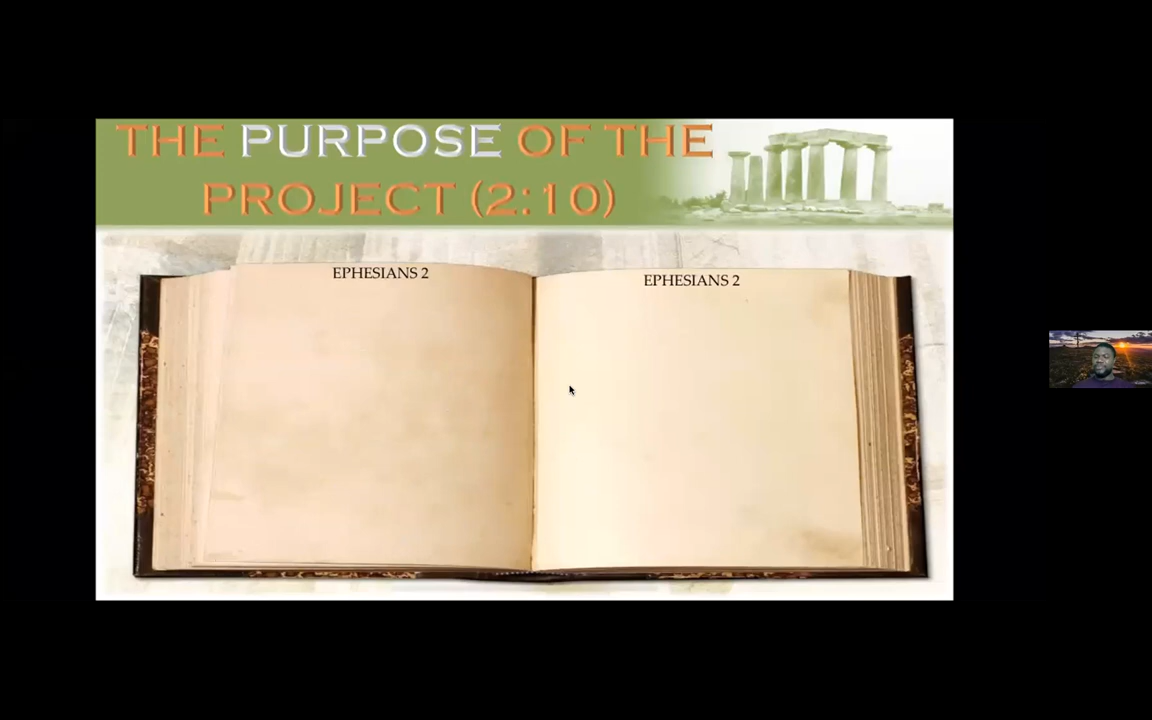 THE PURPOSE OF THE
PROJECT (2:10)
EPHESIANS 2
EPHESIANS 2